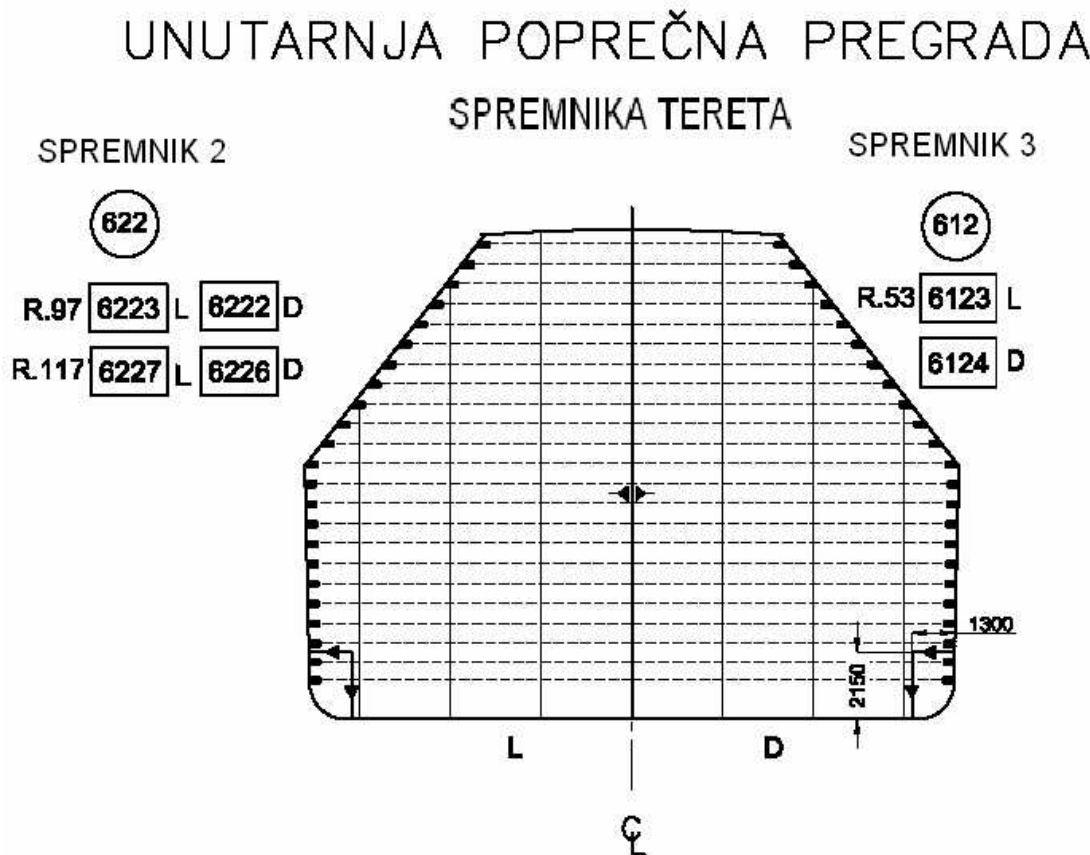 UNUTARNJA POPREČNA PREGRADA
SPREMNIKA TERETA
SPREMNIK 2
622
R.97 6223 L 6222 D
R.117 6227 L 6226 D
SPREMNIK 3
612
R.53 6123 L
6124 D
1300
2150
L D
℄